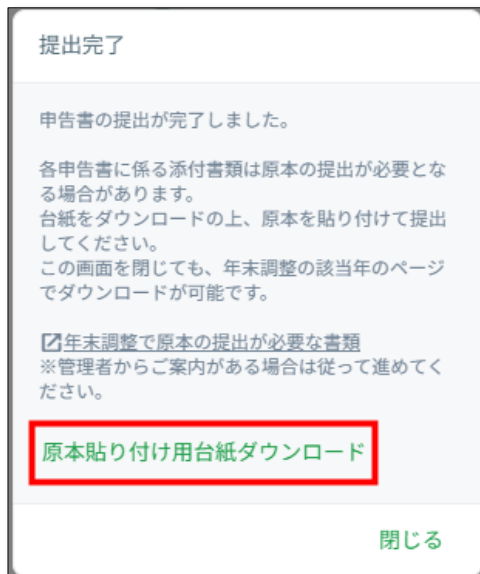 提出完了
申告書の提出が完了しました。
各申告書に係る添付書類は原本の提出が必要とな
る場合があります。
台紙をダウンロードの上、原本を貼り付けて提出
してください。
この画面を閉じても、年末調整の該当年のページ
でダウンロードが可能です。
年末調整で原本の提出が必要な書類
※管理者からご案内がある場合は従って進めてく
ださい。
原本貼り付け用台紙ダウンロード
閉じる